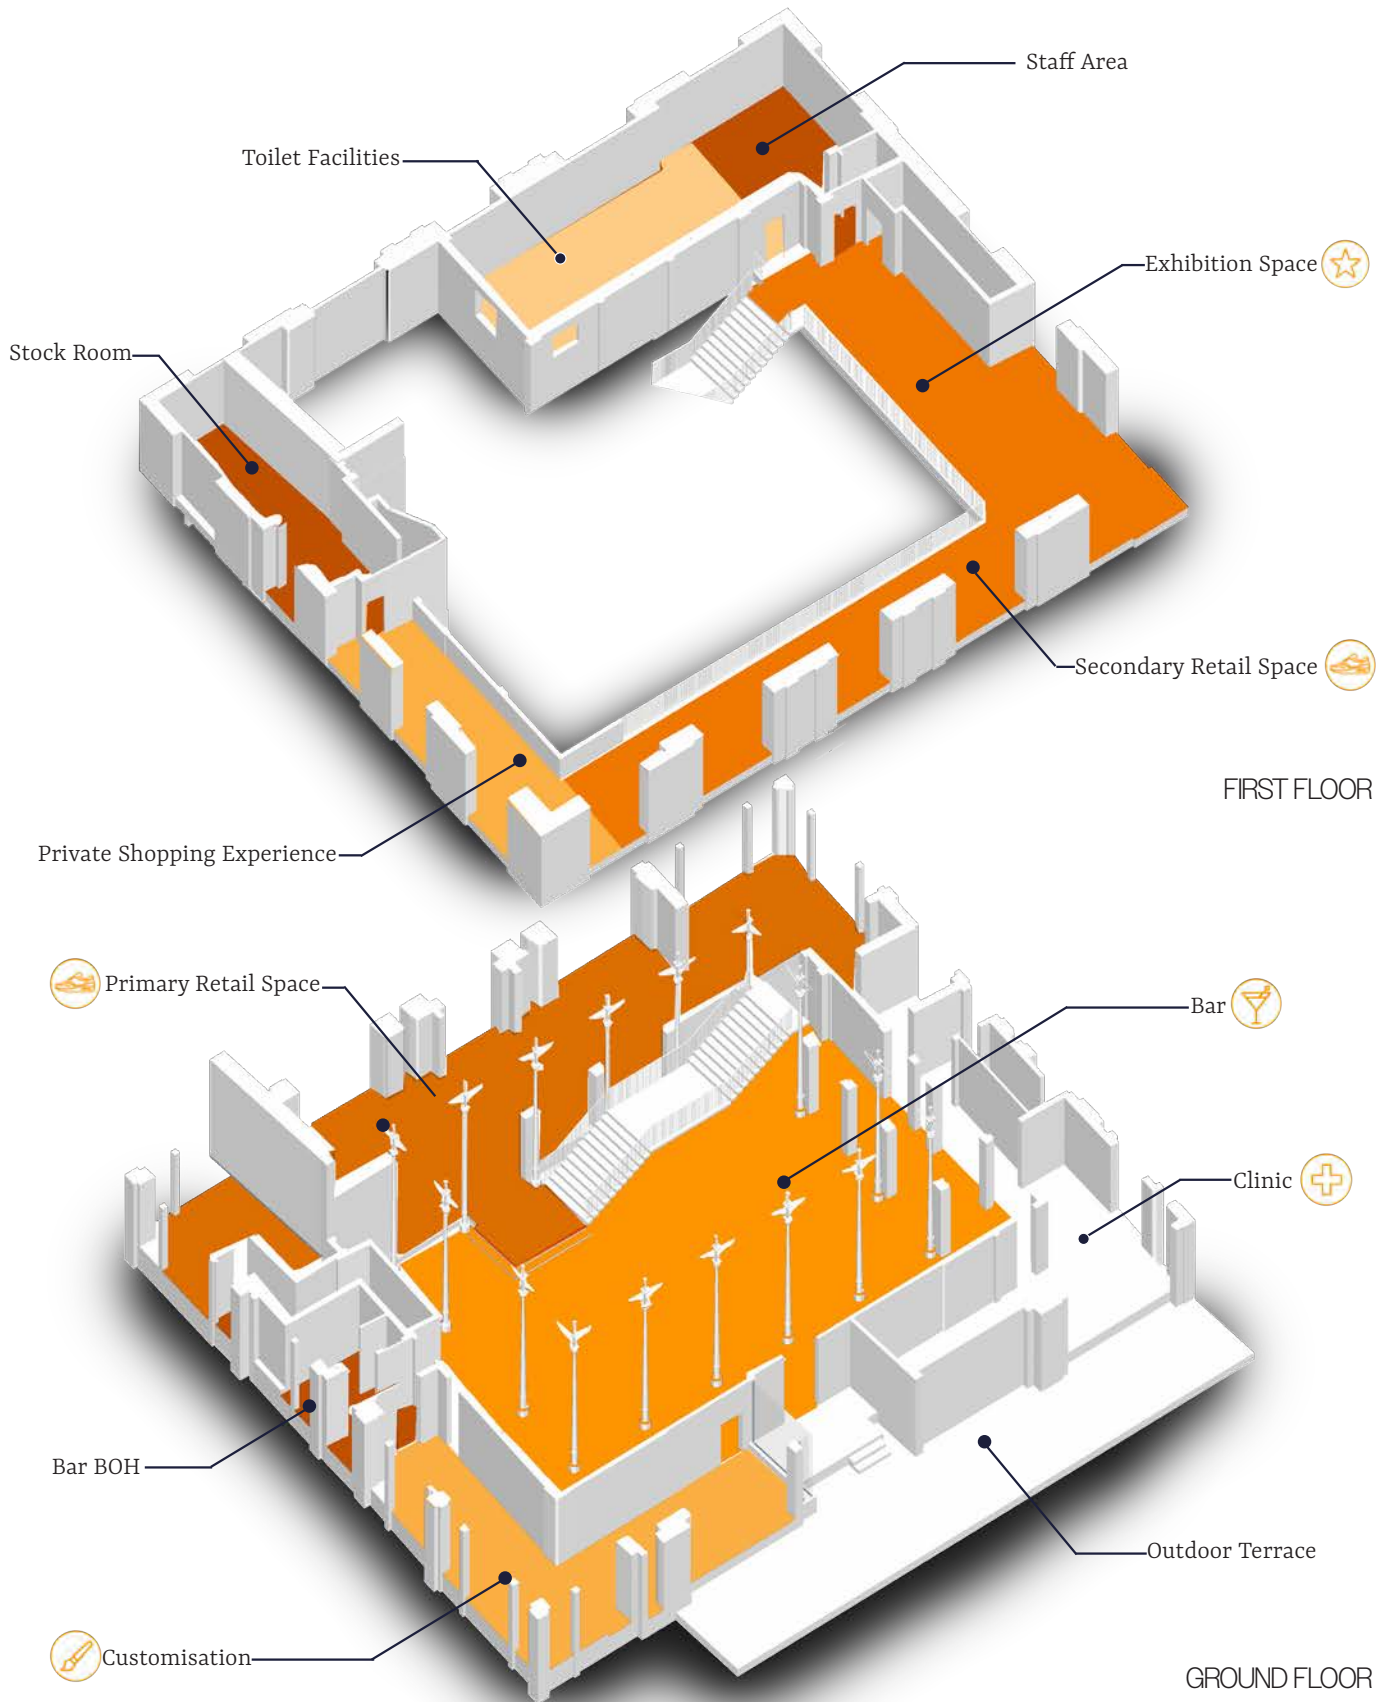 Staff Area
Toilet Facilities
Exhibition Space
Stock Room
Secondary Retail Space
FIRST FLOOR
Private Shopping Experience
Primary Retail Space
Bar
Clinic
Bar BOH
Outdoor Terrace
Customisation
GROUND FLOOR